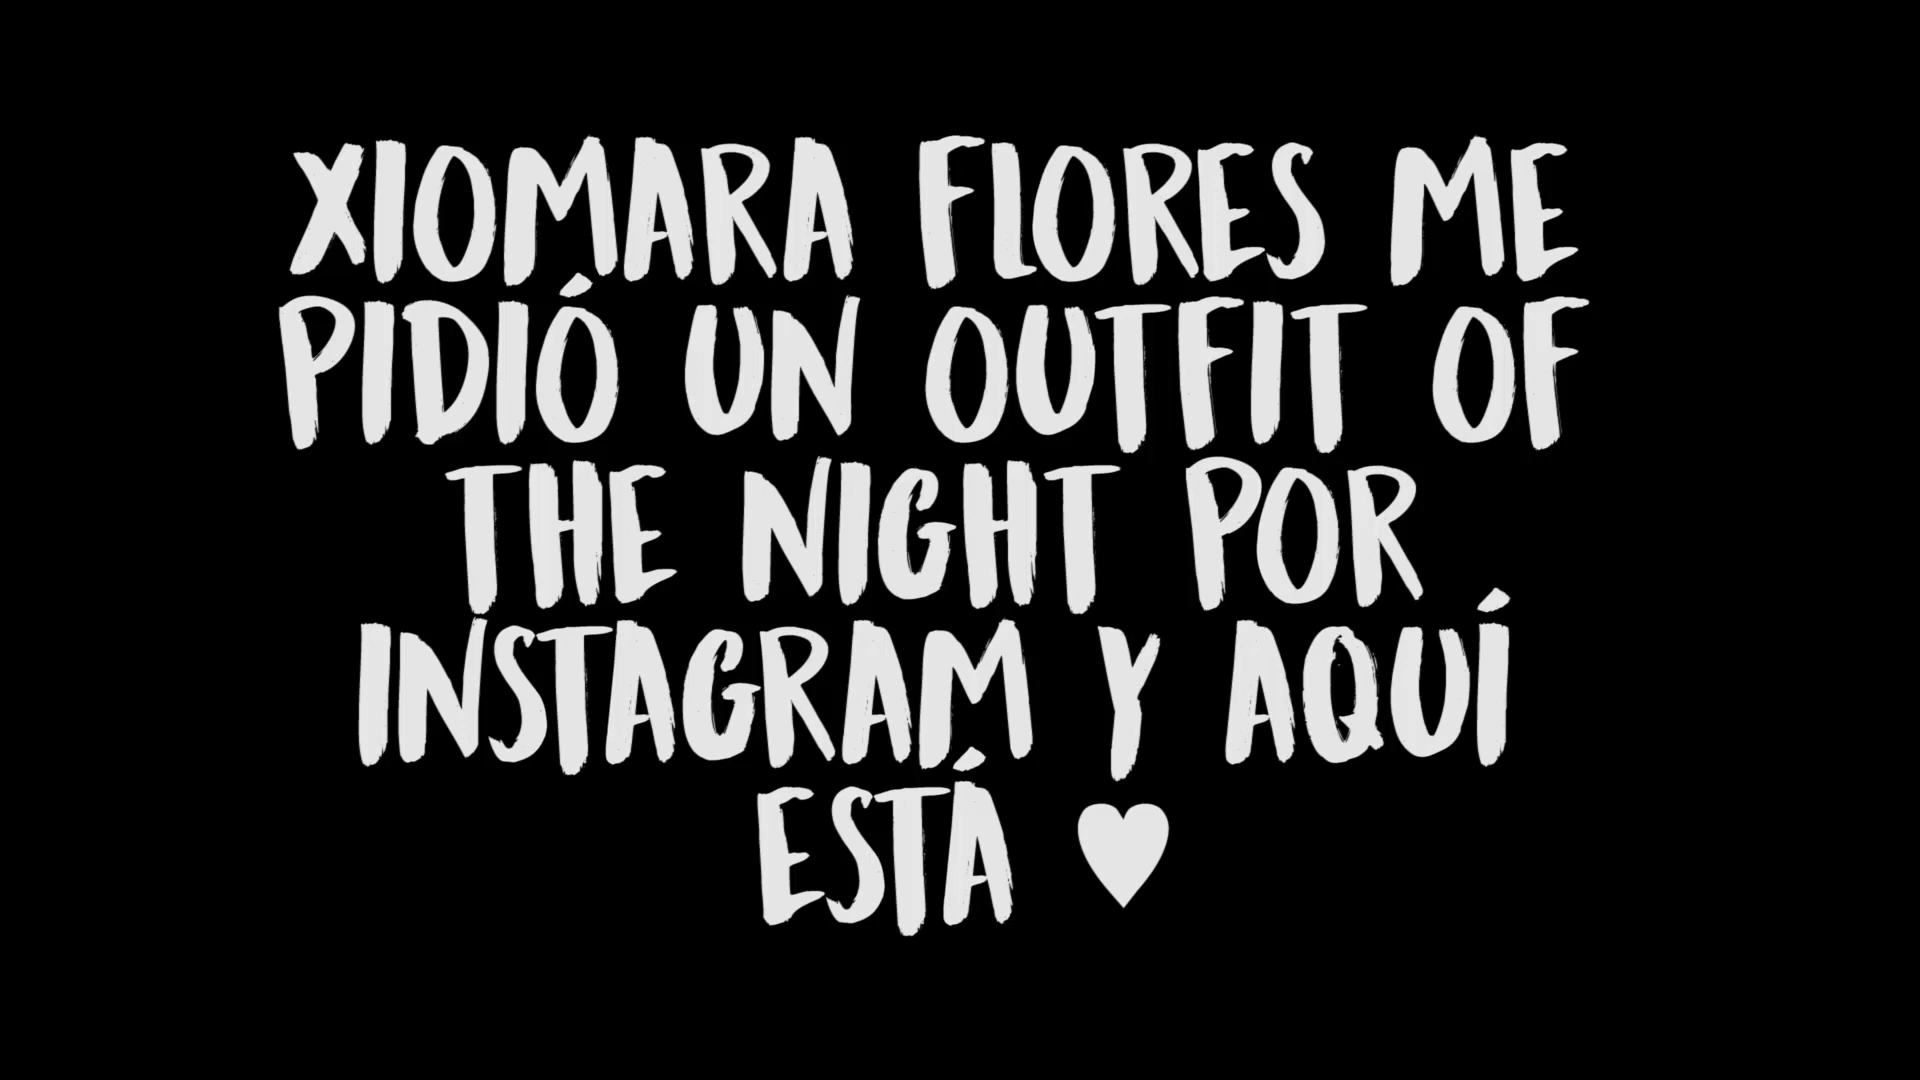 XIOMARA FLORES ME
PIDIÓ UN OUTFIT OF
THE NIGHT POR
INSTAGRAM Y AQUÍ
ESTÁ ♥